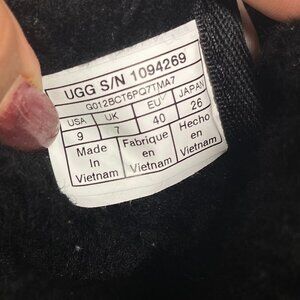 UGG S/N 1094269
G012BCT6PQ7TMA7
USA UK EU JAPAN
9 7 40 26
Made Fabrique Hecho
in en en
Vietnam Vietnam Vietnam